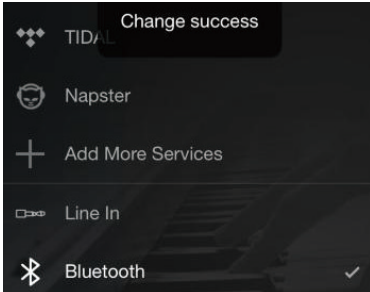 Change success
TIDAL
Napster
Add More Services
Line In
Bluetooth